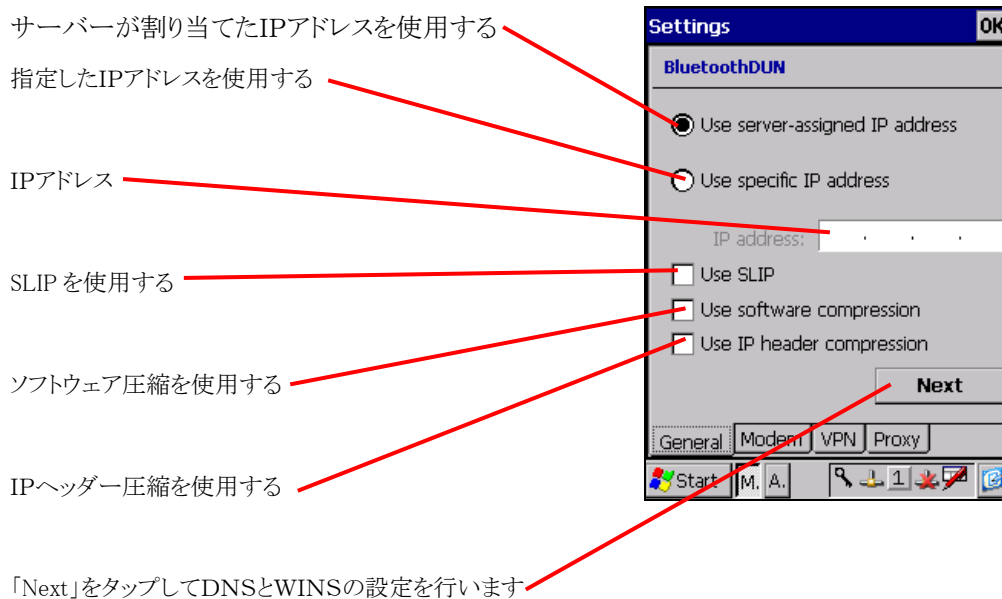 サーバーが割り当てたIPアドレスを使用する
指定したIPアドレスを使用する
IPアドレス
SLIPを使用する
ソフトウェア圧縮を使用する
IPヘッダー圧縮を使用する
「Next」をタップしてDNSとWINSの設定を行います
Settings OK
BluetoothDUN
Use server-assigned IP address
Use specific IP address
IP address: . . .
Use SLIP
Use software compression
Use IP header compression
Next
General Modem VPN Proxy
Start M. A. 1